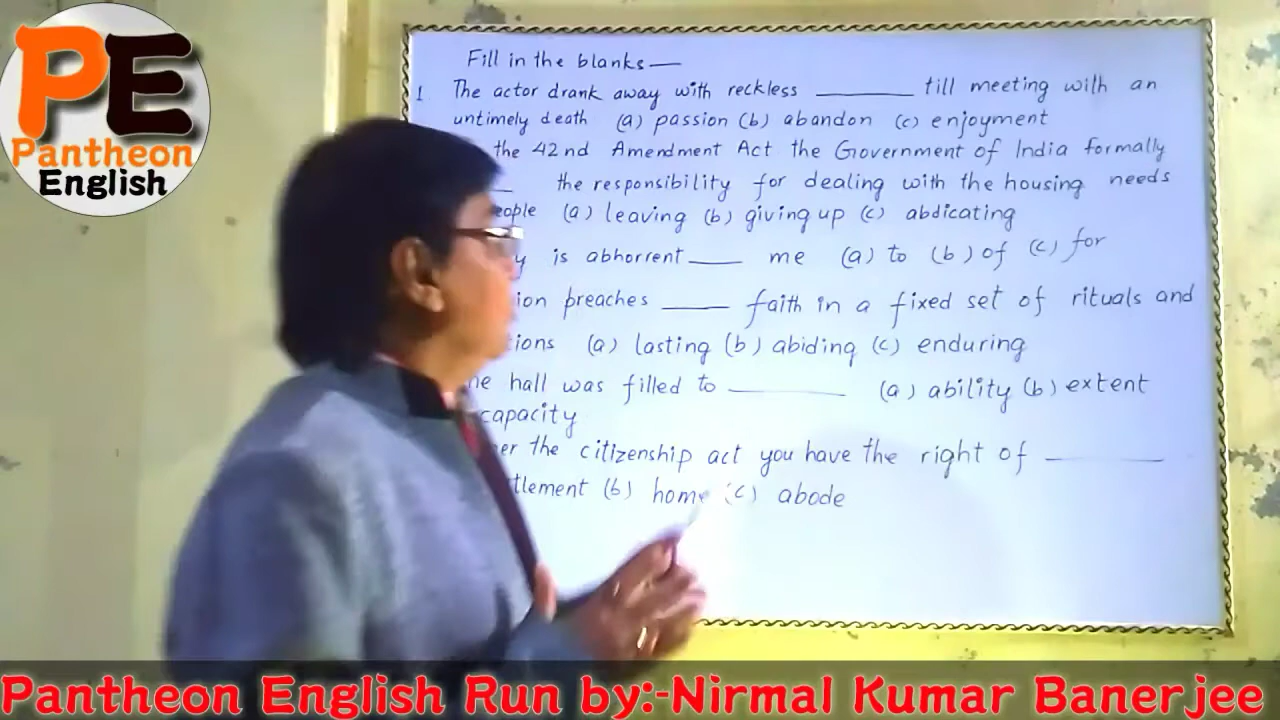 PE
Pantheon
English
Fill in the blanks—
1 The actor drank away with reckless ______ till meeting with an
untimely death (a) passion (b) abandon (c) enjoyment
the 42nd Amendment Act the Government of India formally
__ the responsibility for dealing with the housing needs
(a) leaving (b) giving up (c) abdicating
is abhorrent ____ me (a) to (b) of (c) for
preaches ____ faith in a fixed set of rituals and
(a) lasting (b) abiding (c) enduring
hall was filled to ______ (a) ability (b) extent
capacity
the citizenship act you have the right of ______
(b) home (c) abode
Pantheon English Run by:-Nirmal Kumar Banerjee